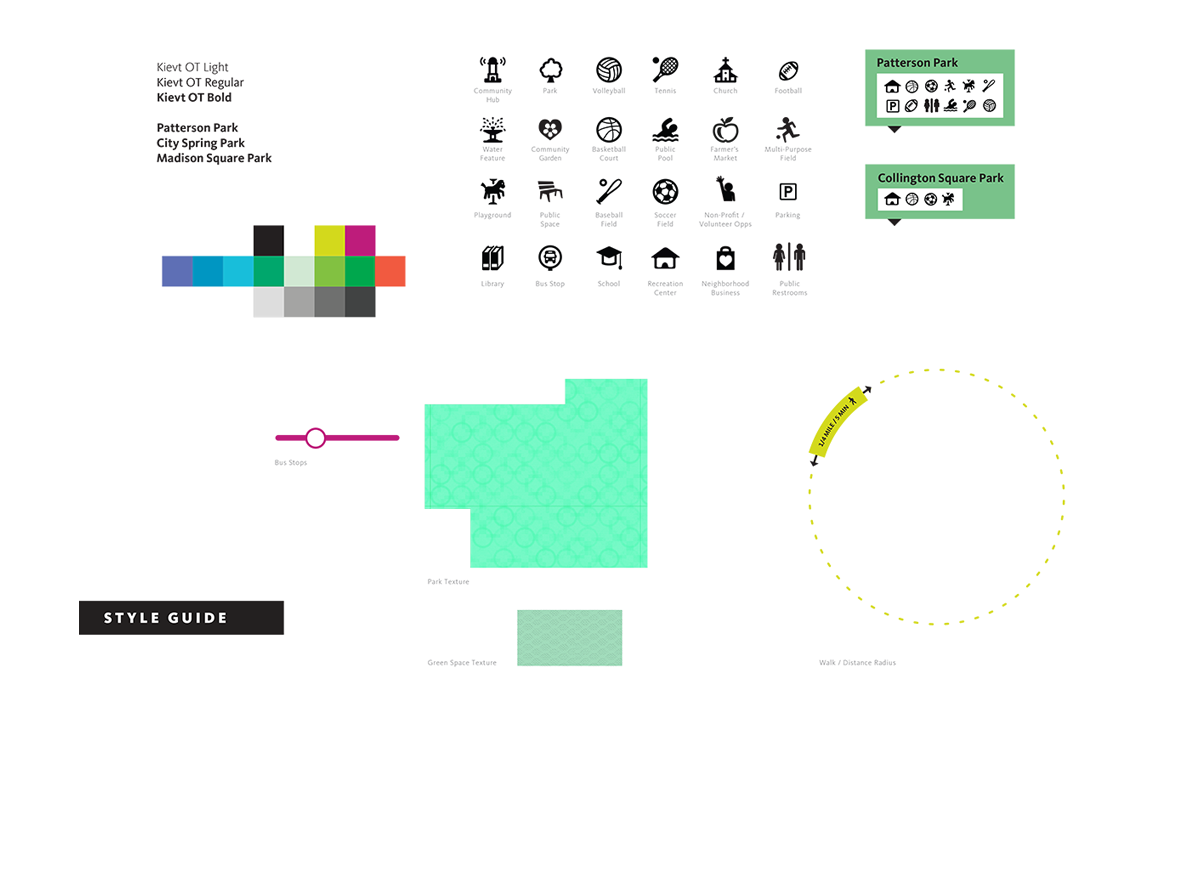 Kievt OT Light
Kievt OT Regular
Kievt OT Bold
Patterson Park
City Spring Park
Madison Square Park
Community
Hub
Park
Volleyball
Tennis
Church
Football
Water
Feature
Community
Garden
Basketball
Court
Public
Pool
Farmer's
Market
Multi-Purpose
Field
Playground
Public
Space
Baseball
Field
Soccer
Field
Non-Profit /
Volunteer Opps
P
Parking
Library
Bus Stop
School
Recreation
Center
Neighborhood
Business
Public
Restrooms
Patterson Park
P
Collington Square Park
Bus Stops
Park Texture
Green Space Texture
1/4 MILE / 5 MIN
Walk / Distance Radius
STYLE GUIDE